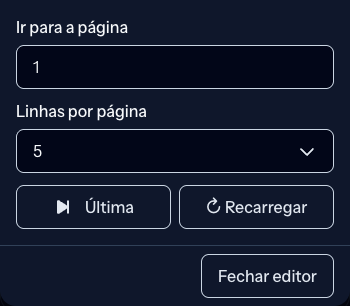 Ir para a página
1
Linhas por página
5
Última
Recarregar
Fechar editor